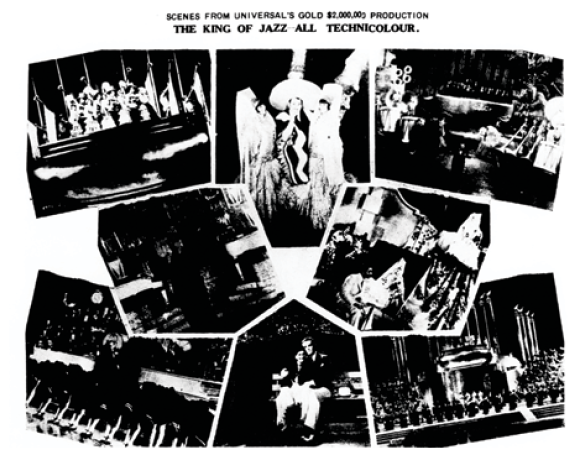 SCENES FROM UNIVERSAL'S GOLD $2,000,000 PRODUCTION
THE KING OF JAZZ—ALL TECHNICOLOUR.